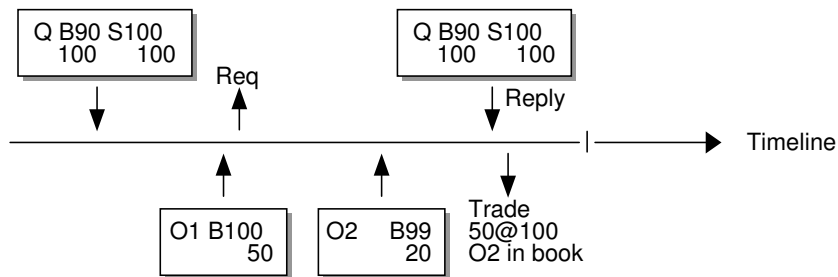 Q B90 S100
100 100
Req
Q B90 S100
100 100
Reply
Timeline
O1 B100
50
O2 B99
20
Trade
50@100
O2 in book